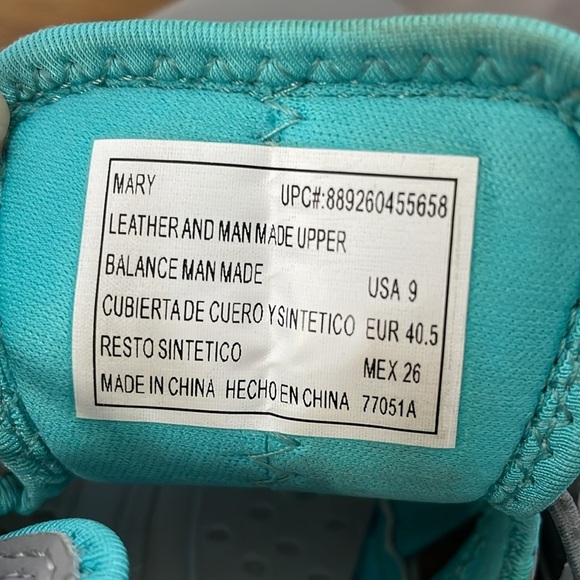 MARY UPC#:889260455658
LEATHER AND MAN MADE UPPER
BALANCE MAN MADE USA 9
CUBIERTA DE CUERO Y SINTETICO EUR 40.5
RESTO SINTETICO MEX 26
MADE IN CHINA HECHO EN CHINA 77051A